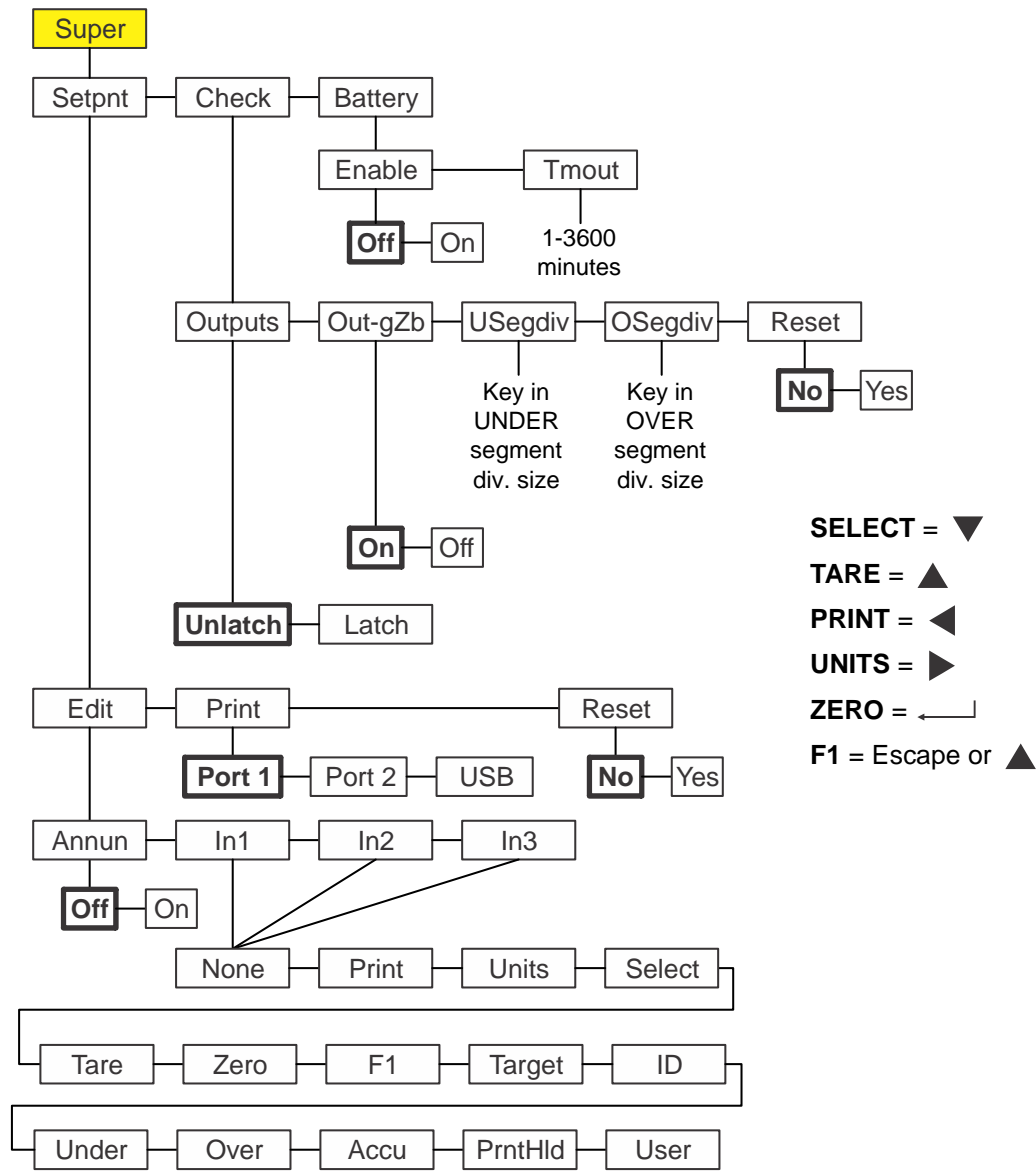 Super
Setpnt Check Battery
Enable Tmout
Off On
1-3600
minutes
Outputs Out-gZb USegdiv OSegdiv Reset
Key in
UNDER
segment
div. size
Key in
OVER
segment
div. size
No Yes
On Off
Unlatch Latch
SELECT =
TARE =
PRINT =
UNITS =
ZERO =
F1 = Escape or
Edit Print Reset
Port 1 Port 2 USB
No Yes
Annun In1 In2 In3
Off On
None Print Units Select
Tare Zero F1 Target ID
Under Over Accu PrntHld User